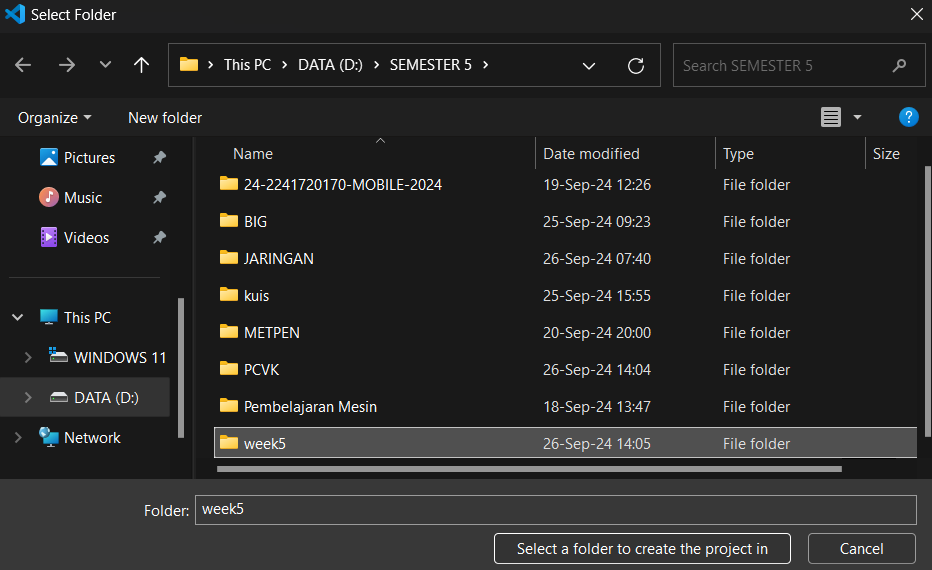 Select Folder
This PC > DATA (D:) > SEMESTER 5 >
Search SEMESTER 5
Organize
New folder
?
Pictures
Music
Videos
This PC
WINDOWS 11
DATA (D:)
Network
Name Date modified Type Size
24-2241720170-MOBILE-2024 19-Sep-24 12:26 File folder
BIG 25-Sep-24 09:23 File folder
JARINGAN 26-Sep-24 07:40 File folder
kuis 25-Sep-24 15:55 File folder
METPEN 20-Sep-24 20:00 File folder
PCVK 26-Sep-24 14:04 File folder
Pembelajaran Mesin 18-Sep-24 13:47 File folder
week5 26-Sep-24 14:05 File folder
Folder: week5
Select a folder to create the project in
Cancel